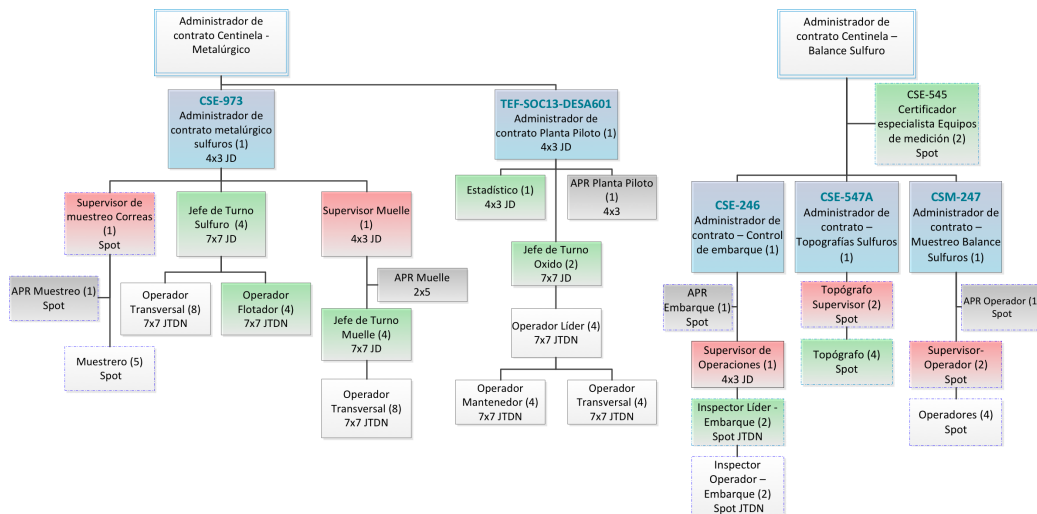 Administrador de
contrato Centinela -
Metalúrgico
CSE-973
Administrador de
contrato metalúrgico
sulfuros (1)
4x3 JD
Supervisor de
muestreo Correas
(1)
Spot
APR Muestreo (1)
Spot
Muestrero (5)
Spot
Jefe de Turno
Sulfuro (4)
7x7 JD
Operador
Transversal (8)
7x7 JTDN
Operador
Flotador (4)
7x7 JTDN
Supervisor Muelle
(1)
4x3 JD
APR Muelle
2x5
Jefe de Turno
Muelle (4)
7x7 JD
Operador
Transversal (8)
7x7 JTDN
TEF-SOC13-DESA601
Administrador de
contrato Planta Piloto (1)
4x3 JD
Estadístico (1)
4x3 JD
APR Planta Piloto
(1)
4x3
Jefe de Turno
Oxido (2)
7x7 JD
Operador Líder (4)
7x7 JTDN
Operador
Mantenedor (4)
7x7 JTDN
Operador
Transversal (4)
7x7 JTDN
Administrador de
contrato Centinela –
Balance Sulfuro
CSE-545
Certificador
especialista Equipos
de medición (2)
Spot
CSE-246
Administrador de
contrato – Control
de embarque (1)
APR
Embarque (1)
Spot
Supervisor de
Operaciones (1)
4x3 JD
Inspector Líder -
Embarque (2)
Spot JTDN
Inspector
Operador –
Embarque (2)
Spot JTDN
CSE-547A
Administrador de
contrato –
Topografías Sulfuros
(1)
Topógrafo
Supervisor (2)
Spot
Topógrafo (4)
Spot
CSM-247
Administrador de
contrato –
Muestreo Balance
Sulfuros (1)
APR Operador (1
Spot
Supervisor-
Operador (2)
Spot
Operadores (4)
Spot